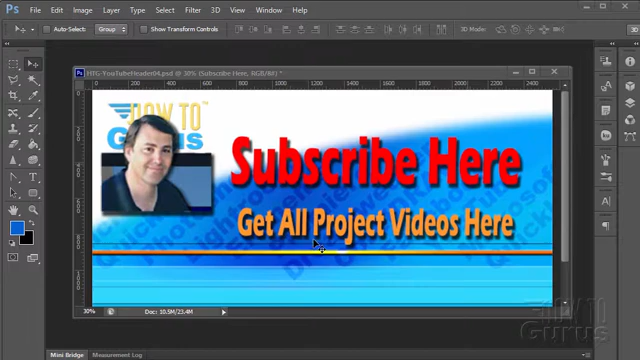 Ps File Edit Image Layer Type Select Filter 3D View Window Help
Auto-Select: Group Show Transform Controls 3D Mode:
HTG-YouTubeHeader04.psd @ 30% (Subscribe Here, RGB/8#) *
HOW TO
Gurus
Subscribe Here
Get All Project Videos Here
30% Doc: 10.5M/23.4M
HOW TO
Gurus
Mini Bridge Measurement Log